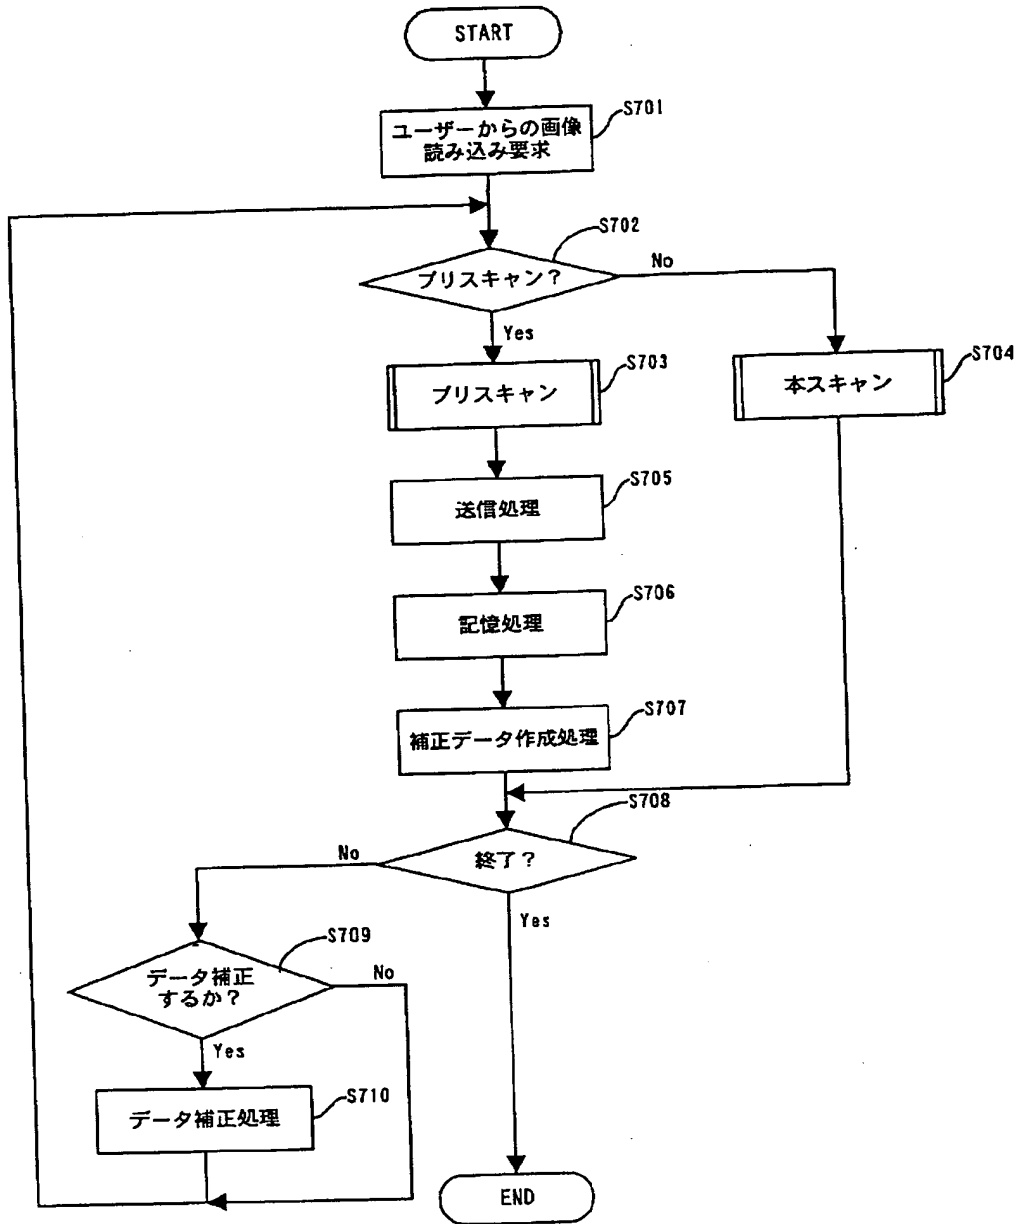 START
S701
ユーザーからの画像
読み込み要求
S702
プリスキャン？
No
Yes
S703
プリスキャン
S704
本スキャン
S705
送信処理
S706
記憶処理
S707
補正データ作成処理
S708
終了？
No
Yes
S709
データ補正
するか？
No
Yes
S710
データ補正処理
END